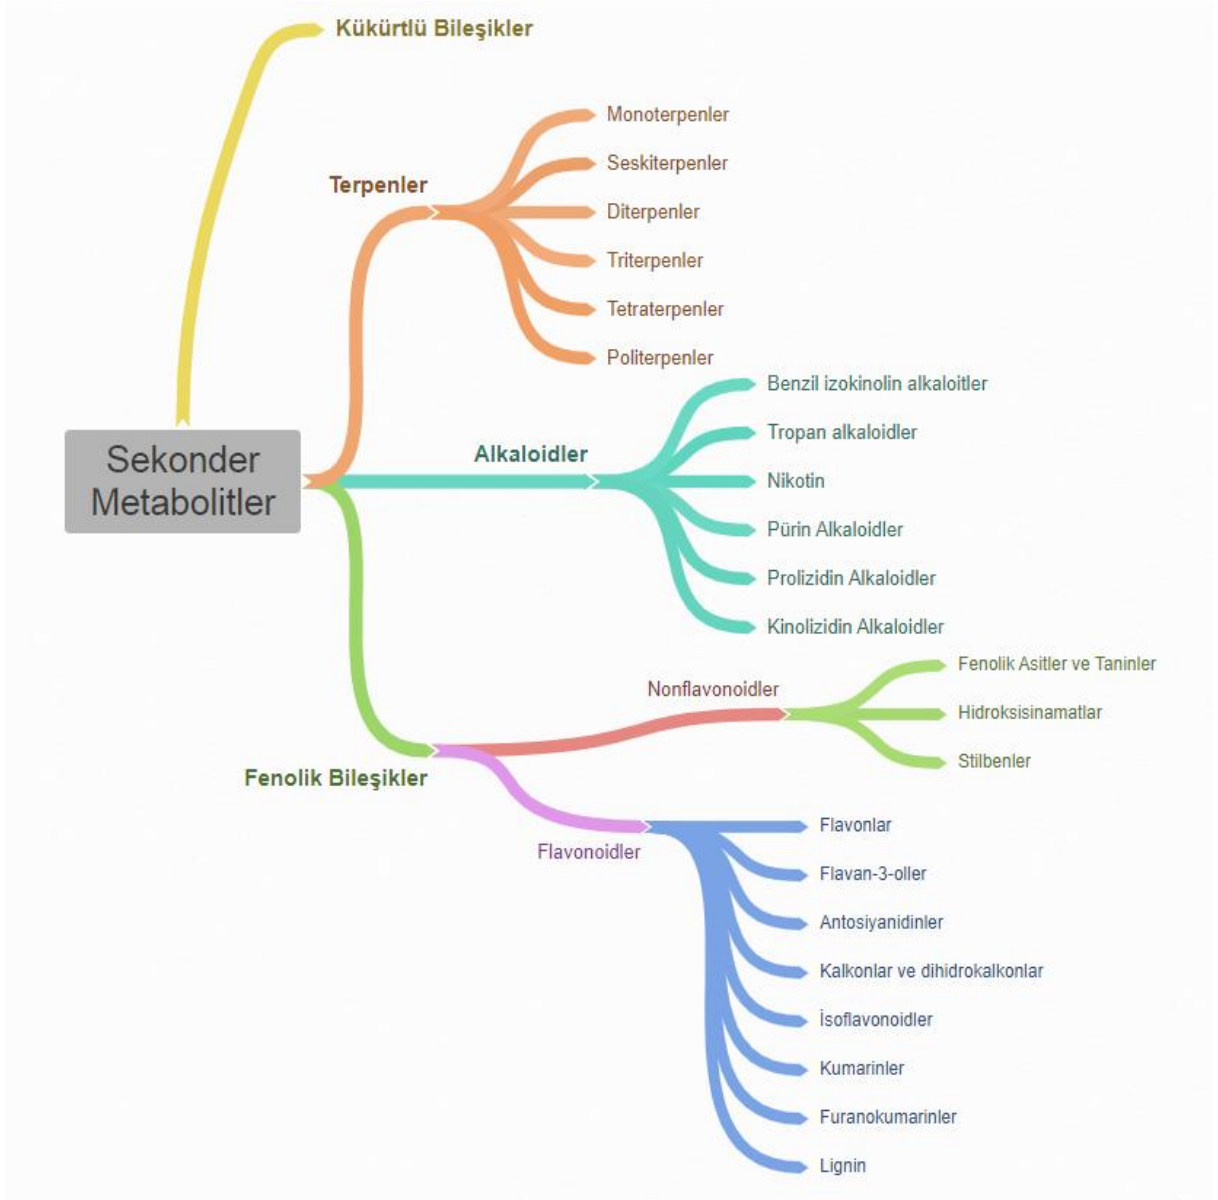 Kükürtlü Bileşikler
Monoterpenler
Seskiterpenler
Terpenler
Diterpenler
Triterpenler
Tetraterpenler
Politerpenler
Benzil izokinolin alkaloitler
Tropan alkaloidler
Alkaloidler
Sekonder
Metabolitler
Nikotin
Pürin Alkaloidler
Prolizidin Alkaloidler
Kinolizidin Alkaloidler
Fenolik Asitler ve Taninler
Nonflavonoidler
Hidroksisinamatlar
Stilbenler
Fenolik Bileşikler
Flavonlar
Flavonoidler
Flavan-3-oller
Antosiyanidinler
Kalkonlar ve dihidrokalkonlar
İsoflavonoidler
Kumarinler
Furanokumarinler
Lignin